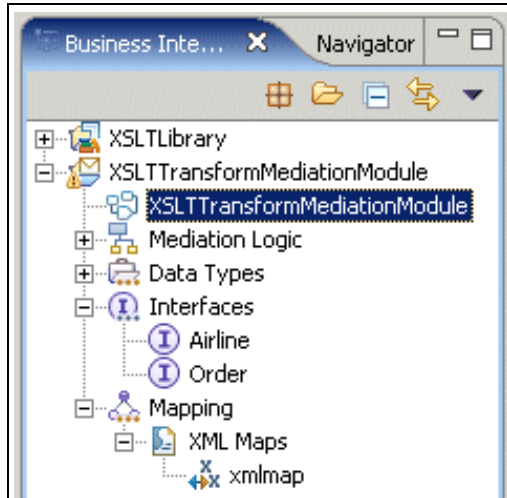 Business Inte... Navigator
XSLTLibrary
XSLTTransformMediationModule
XSLTTransformMediationModule
Mediation Logic
Data Types
Interfaces
Airline
Order
Mapping
XML Maps
xmlmap